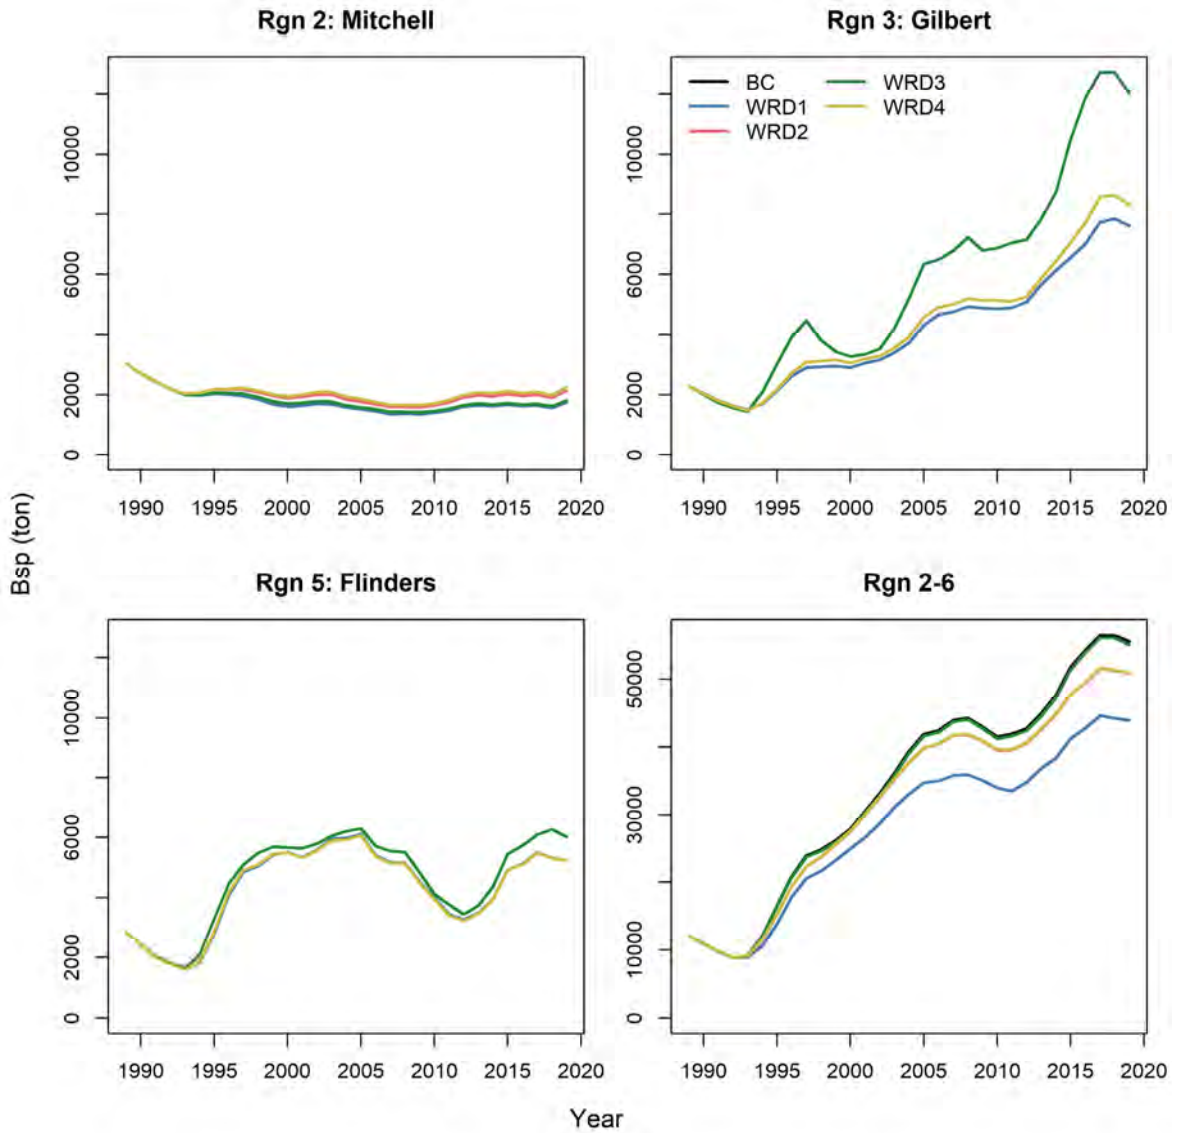 Rgn 2: Mitchell
0 2000 6000 10000
1990 1995 2000 2005 2010 2015 2020
Rgn 3: Gilbert
BC WRD3
WRD1 WRD4
WRD2
0 2000 6000 10000
1990 1995 2000 2005 2010 2015 2020
Bsp (ton)
Rgn 5: Flinders
0 2000 6000 10000
1990 1995 2000 2005 2010 2015 2020
Rgn 2-6
0 10000 30000 50000
1990 1995 2000 2005 2010 2015 2020
Year